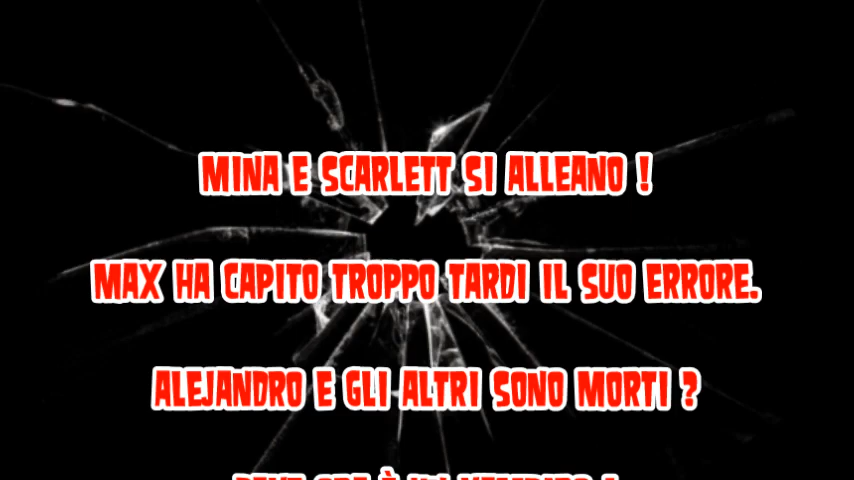 MINA E SCARLETT SI ALLEANO !
MAX HA CAPITO TROPPO TARDI IL SUO ERRORE.
ALEJANDRO E GLI ALTRI SONO MORTI ?